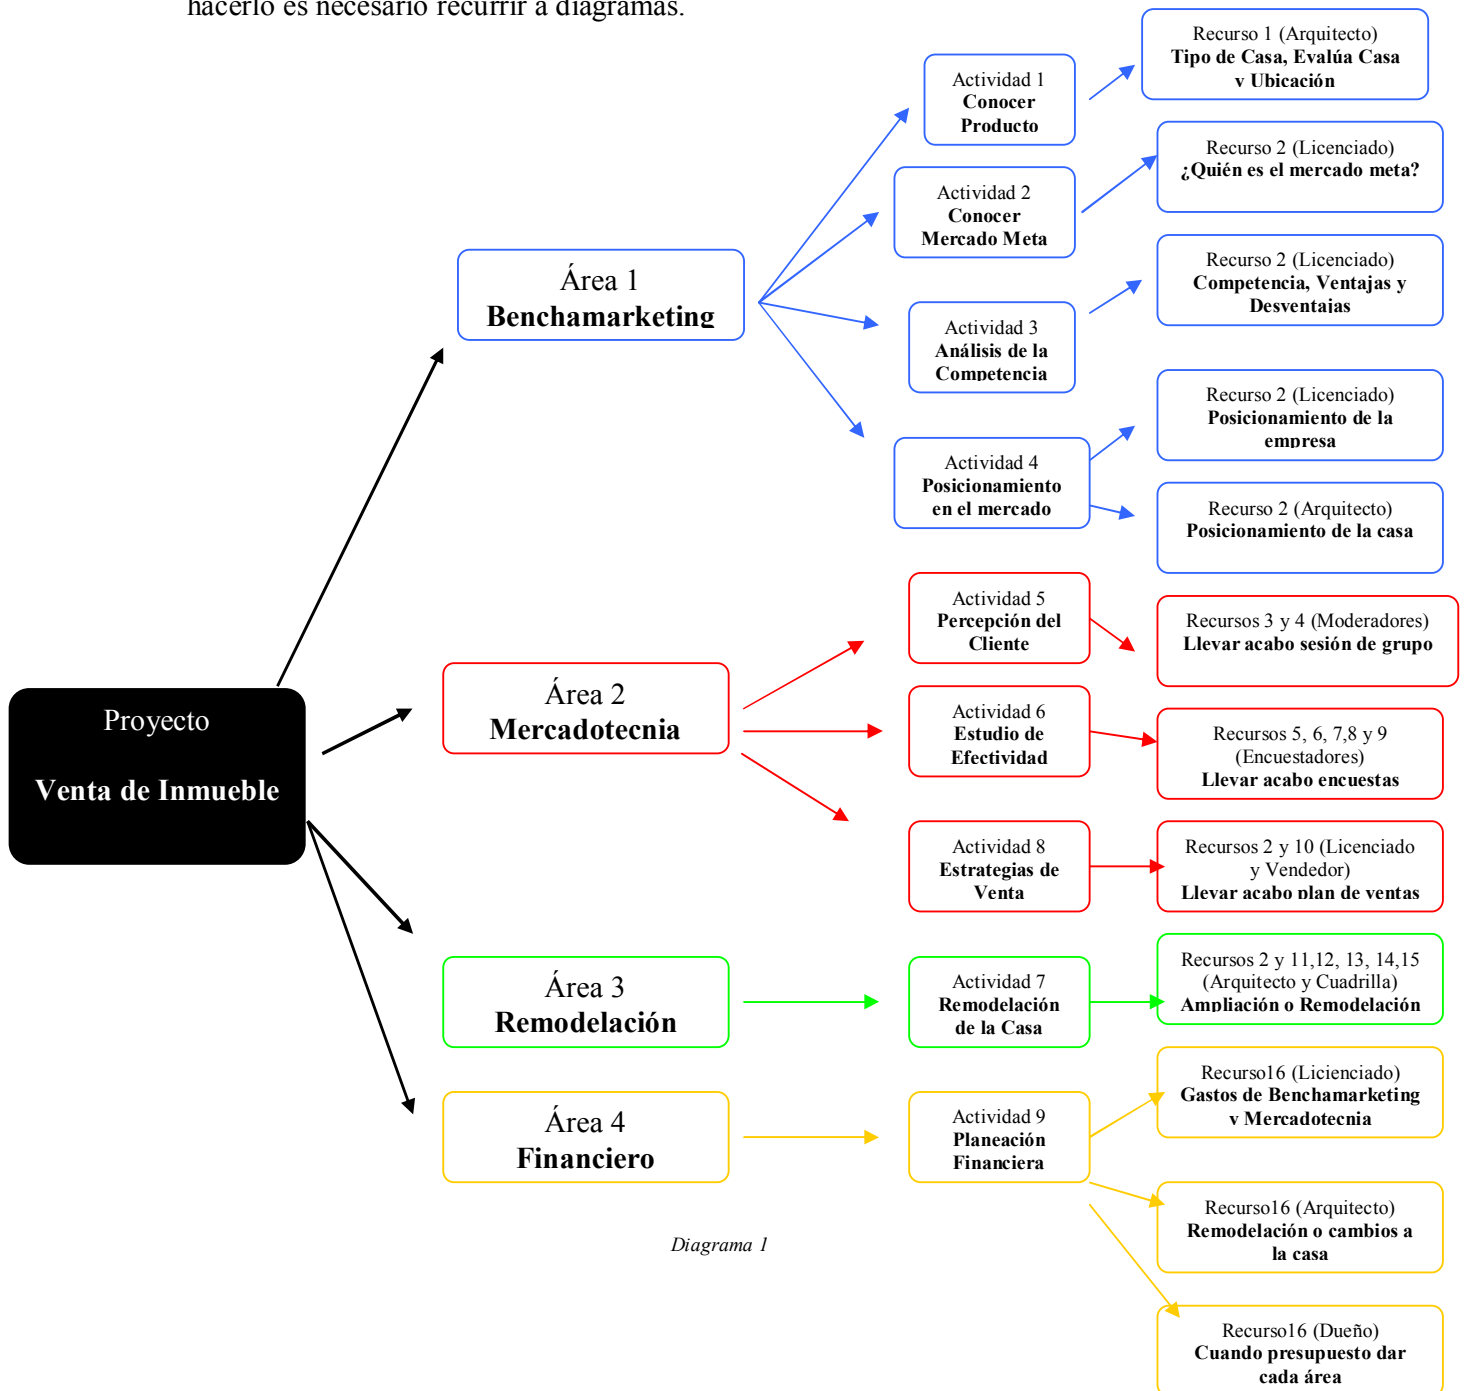 hacerlo es necesario recurrir a diagramas.
Proyecto
Venta de Inmueble
Área 1
Benchamarketing
Actividad 1
Conocer
Producto
Recurso 1 (Arquitecto)
Tipo de Casa, Evalúa Casa
y Ubicación
Actividad 2
Conocer
Mercado Meta
Recurso 2 (Licenciado)
¿Quién es el mercado meta?
Actividad 3
Análisis de la
Competencia
Recurso 2 (Licenciado)
Competencia, Ventajas y
Desventajas
Actividad 4
Posicionamiento
en el mercado
Recurso 2 (Licenciado)
Posicionamiento de la
empresa
Recurso 2 (Arquitecto)
Posicionamiento de la casa
Área 2
Mercadotecnia
Actividad 5
Percepción del
Cliente
Recursos 3 y 4 (Moderadores)
Llevar acabo sesión de grupo
Actividad 6
Estudio de
Efectividad
Recursos 5, 6, 7,8 y 9
(Encuestadores)
Llevar acabo encuestas
Actividad 8
Estrategias de
Venta
Recursos 2 y 10 (Licenciado
y Vendedor)
Llevar acabo plan de ventas
Área 3
Remodelación
Actividad 7
Remodelación
de la Casa
Recursos 2 y 11,12, 13, 14,15
(Arquitecto y Cuadrilla)
Ampliación o Remodelación
Área 4
Financiero
Actividad 9
Planeación
Financiera
Recurso16 (Licienciado)
Gastos de Benchamarketing
y Mercadotecnia
Recurso16 (Arquitecto)
Remodelación o cambios a
la casa
Recurso16 (Dueño)
Cuando presupuesto dar
cada área
Diagrama 1